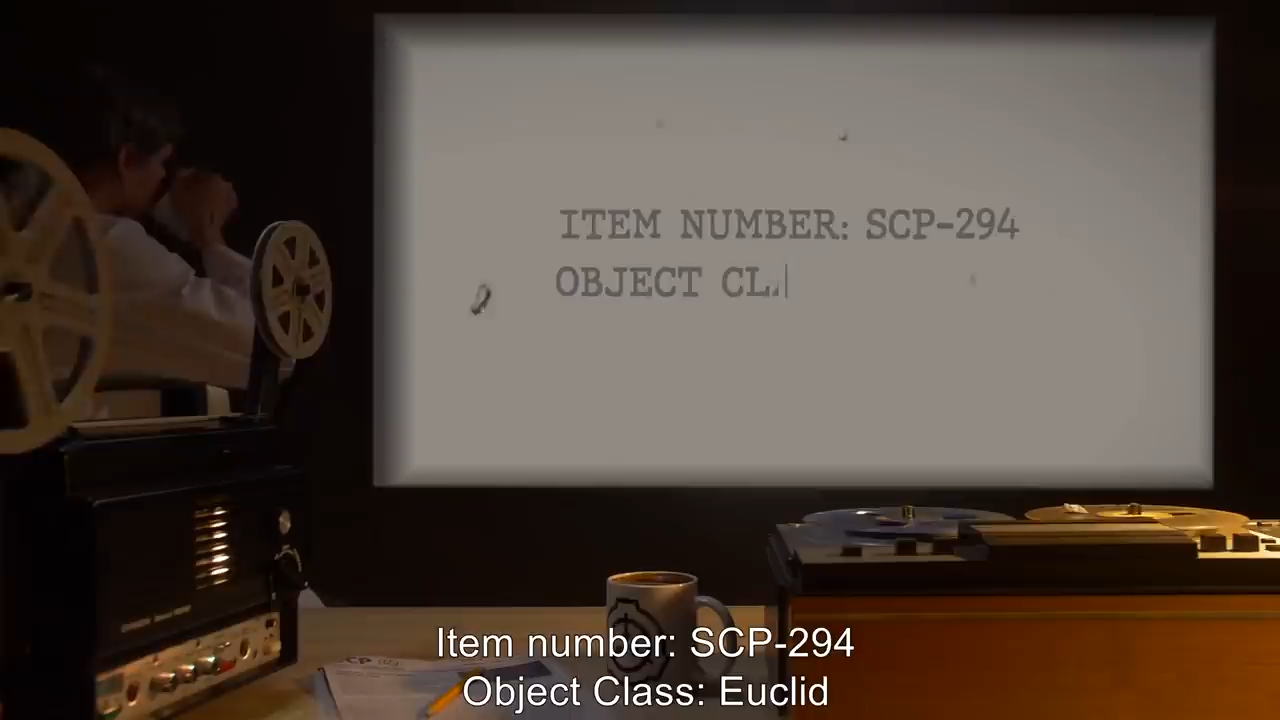 ITEM NUMBER: SCP-294
OBJECT CL
Item number: SCP-294
Object Class: Euclid